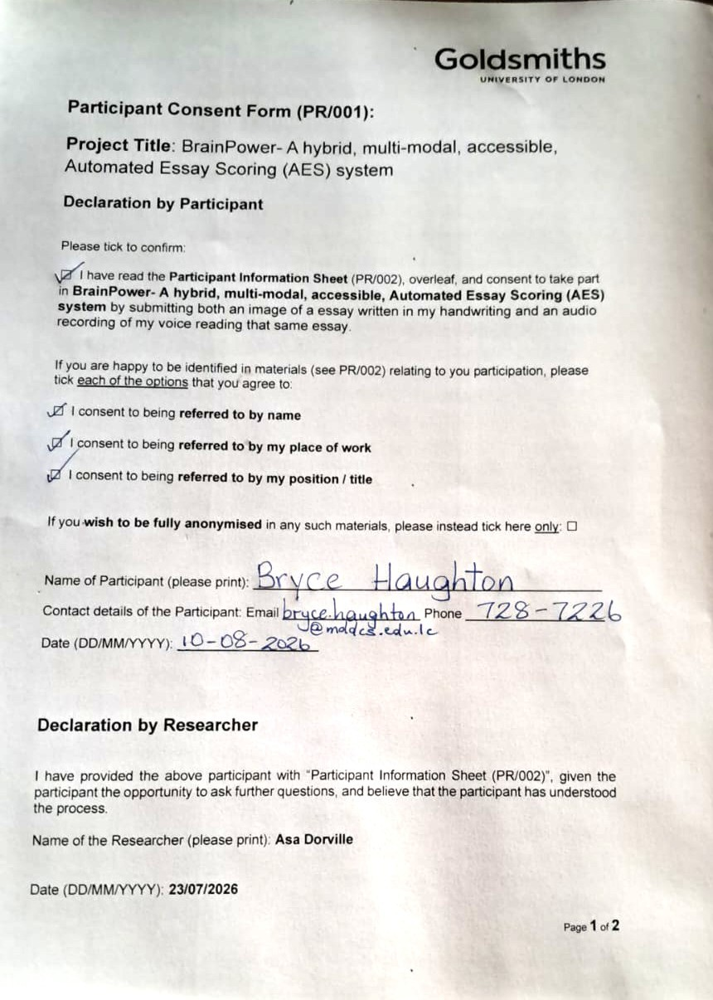 Goldsmiths
UNIVERSITY OF LONDON
Participant Consent Form (PR/001):
Project Title: BrainPower- A hybrid, multi-modal, accessible,
Automated Essay Scoring (AES) system
Declaration by Participant
Please tick to confirm:
☑ I have read the Participant Information Sheet (PR/002), overleaf, and consent to take part
in BrainPower- A hybrid, multi-modal, accessible, Automated Essay Scoring (AES)
system by submitting both an image of a essay written in my handwriting and an audio
recording of my voice reading that same essay.
If you are happy to be identified in materials (see PR/002) relating to you participation, please
tick each of the options that you agree to:
☑ I consent to being referred to by name
☑ I consent to being referred to by my place of work
☑ I consent to being referred to by my position / title
If you wish to be fully anonymised in any such materials, please instead tick here only: ☐
Name of Participant (please print): Bryce Haughton
Contact details of the Participant: Email bryce.haughton Phone 728-7226
@moldcs.edu.lc
Date (DD/MM/YYYY): 10-08-2026
Declaration by Researcher
I have provided the above participant with “Participant Information Sheet (PR/002)”, given the
participant the opportunity to ask further questions, and believe that the participant has understood
the process.
Name of the Researcher (please print): Asa Dorville
Date (DD/MM/YYYY): 23/07/2026
Page 1 of 2